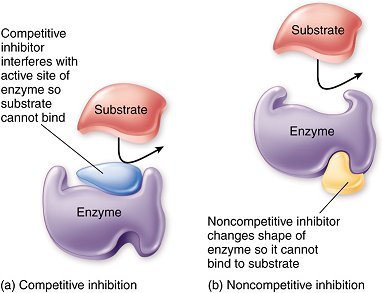 Competitive
inhibitor
interferes with
active site of
enzyme so
substrate
cannot bind
Substrate
Enzyme
(a) Competitive inhibition
Substrate
Enzyme
Noncompetitive inhibitor
changes shape of
enzyme so it cannot
bind to substrate
(b) Noncompetitive inhibition